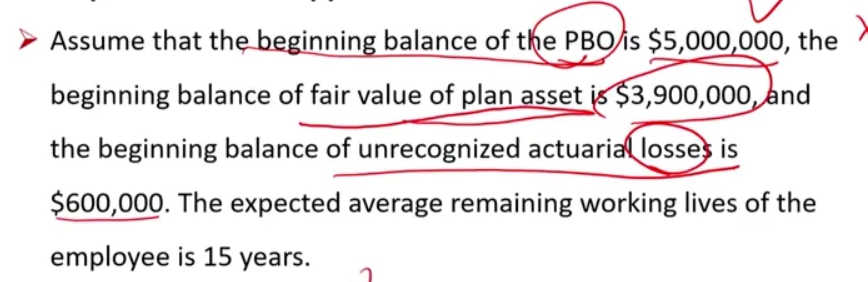 ➤ Assume that the beginning balance of the PBO is $5,000,000, the
beginning balance of fair value of plan asset is $3,900,000, and
the beginning balance of unrecognized actuarial losses is
$600,000. The expected average remaining working lives of the
employee is 15 years.